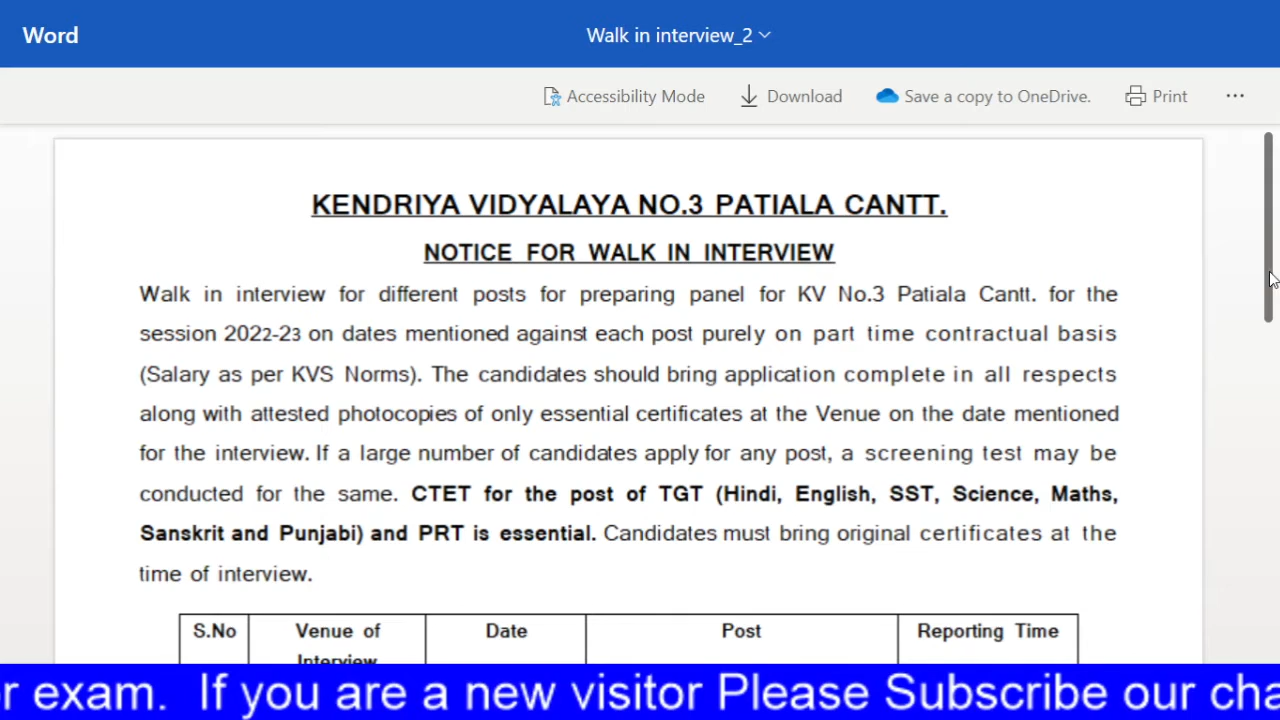 Word
Walk in interview_2
Accessibility Mode Download Save a copy to OneDrive. Print ...
KENDRIYA VIDYALAYA NO.3 PATIALA CANTT.
NOTICE FOR WALK IN INTERVIEW
Walk in interview for different posts for preparing panel for KV No.3 Patiala Cantt. for the
session 2022-23 on dates mentioned against each post purely on part time contractual basis
(Salary as per KVS Norms). The candidates should bring application complete in all respects
along with attested photocopies of only essential certificates at the Venue on the date mentioned
for the interview. If a large number of candidates apply for any post, a screening test may be
conducted for the same. CTET for the post of TGT (Hindi, English, SST, Science, Maths,
Sanskrit and Punjabi) and PRT is essential. Candidates must bring original certificates at the
time of interview.
S.No Venue of Date Post Reporting Time
Interview
r exam. If you are a new visitor Please Subscribe our cha